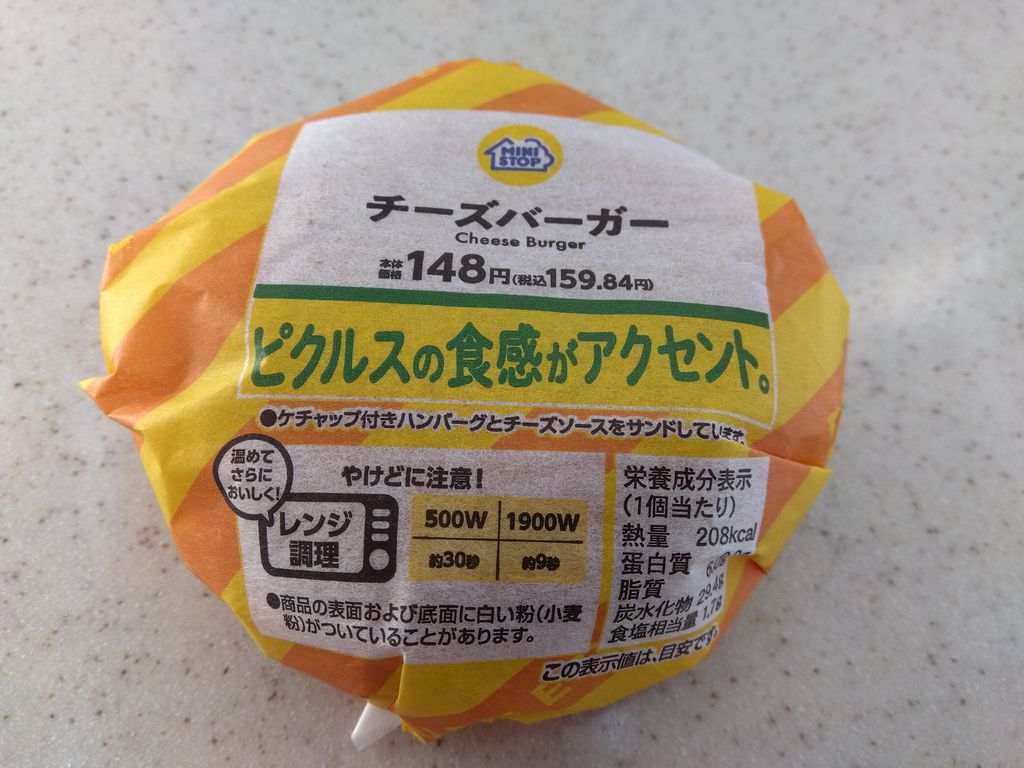 MINI
STOP
チーズバーガー
Cheese Burger
本体
価格 148円(税込159.84円)
ピクルスの食感がアクセント。
●ケチャップ付きハンバーグとチーズソースをサンドしています。
温めて
さらに
おいしく!
やけどに注意!
レンジ
調理
500W 1900W
約30秒 約9秒
●商品の表面および底面に白い粉(小麦
粉)がついていることがあります。
栄養成分表示
(1個当たり)
熱量 208kcal
蛋白質
脂質
炭水化物 29.4g
食塩相当量 1.7g
この表示値は、目安です。